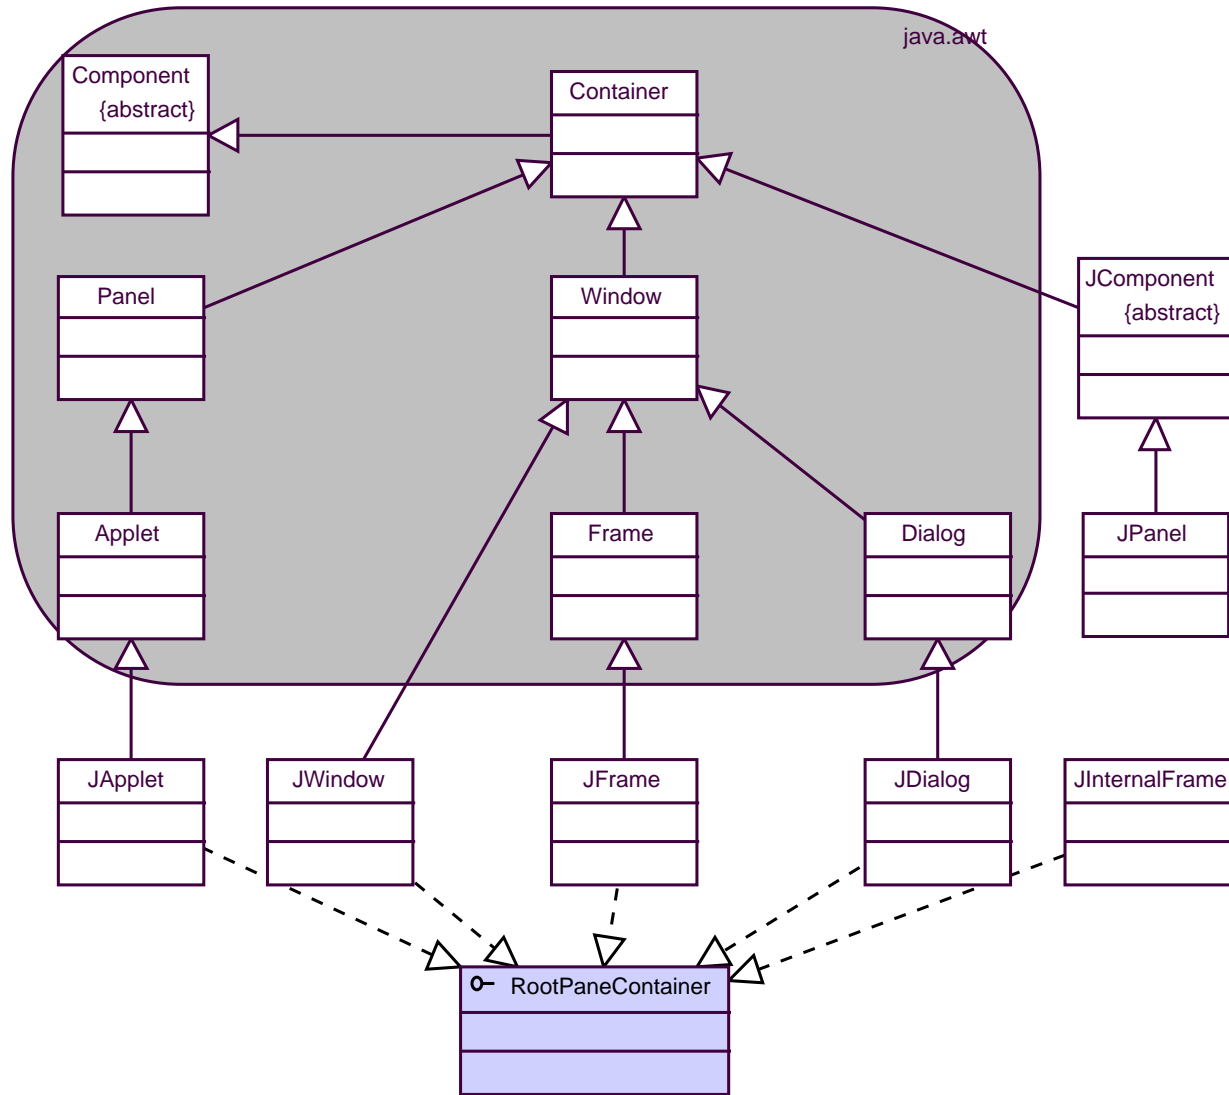 java.awt
Component
{abstract}
Container
Panel
Window
JComponent
{abstract}
Applet
Frame
Dialog
JPanel
JApplet
JWindow
JFrame
JDialog
JInternalFrame
RootPaneContainer